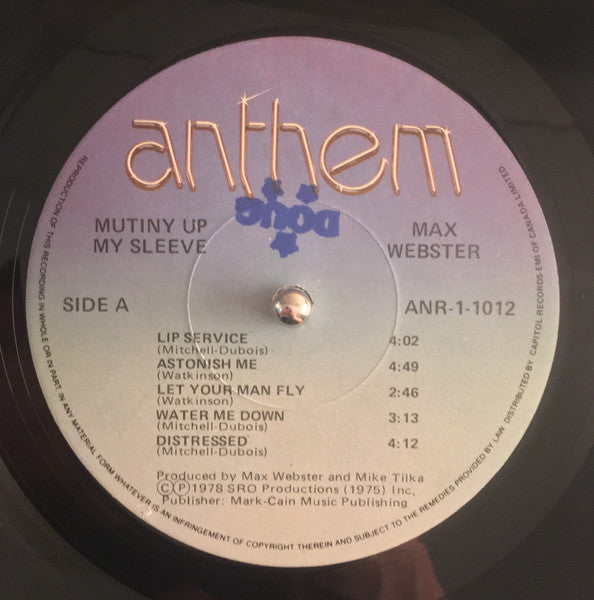 anthem
DOUG
MUTINY UP
MY SLEEVE
MAX
WEBSTER
SIDE A
ANR-1-1012
LIP SERVICE 4:02
(Mitchell-Dubois)
ASTONISH ME 4:49
(Watkinson)
LET YOUR MAN FLY 2:46
(Watkinson)
WATER ME DOWN 3:13
(Mitchell-Dubois)
DISTRESSED 4:12
(Mitchell-Dubois)
Produced by Max Webster and Mike Tilka
ⒸⓅ1978 SRO Productions (1975) Inc.
Publisher: Mark-Cain Music Publishing
REPRODUCTION OF THIS RECORDING IN WHOLE OR IN PART, IN ANY MATERIAL FORM WHATEVER IS AN INFRINGEMENT OF COPYRIGHT THEREIN AND SUBJECT TO THE REMEDIES PROVIDED BY LAW. DISTRIBUTED BY CAPITOL RECORDS-EMI OF CANADA LIMITED.